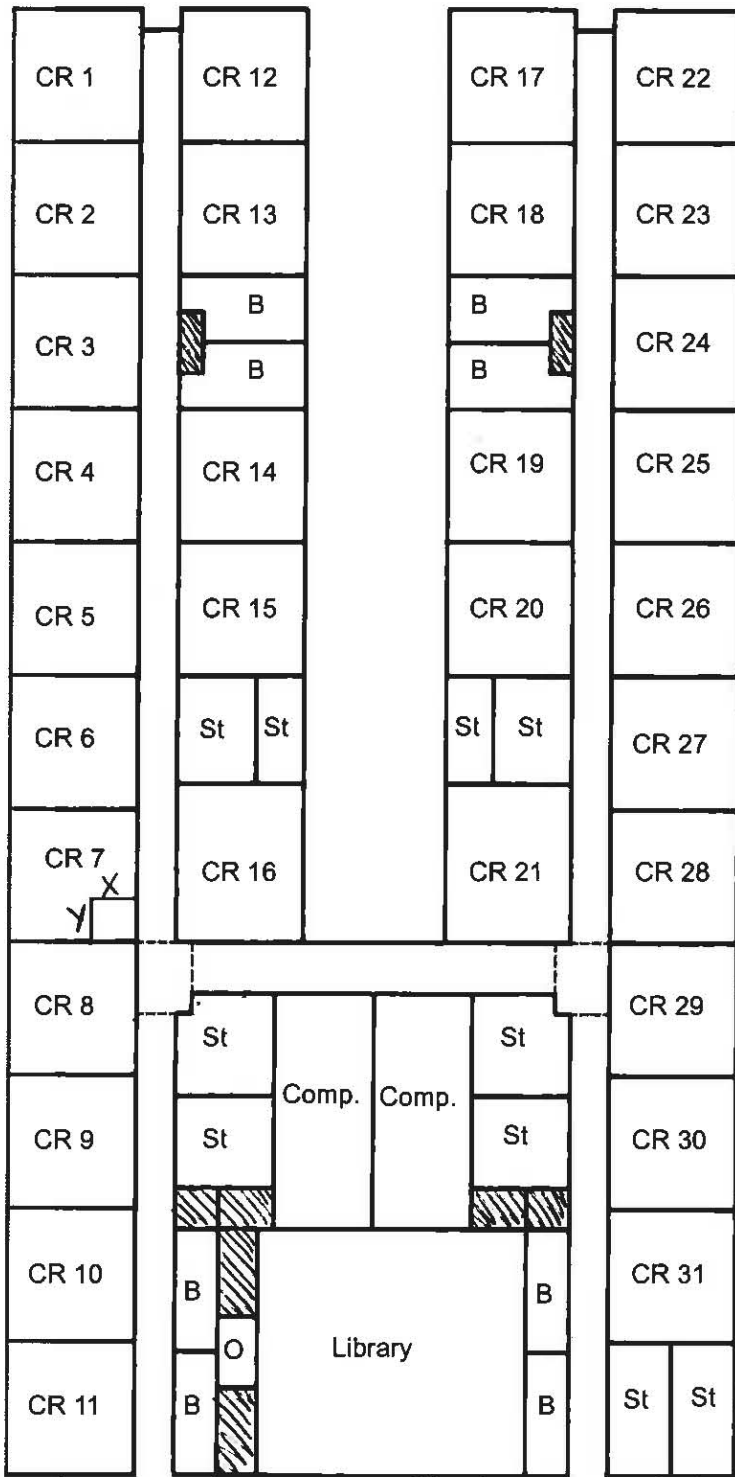 CR 1
CR 12
CR 17
CR 22
CR 2
CR 13
CR 18
CR 23
B
B
CR 3
CR 24
B
B
CR 4
CR 14
CR 19
CR 25
CR 5
CR 15
CR 20
CR 26
St
St
St
St
CR 6
CR 27
CR 7
CR 16
CR 21
CR 28
X
Y
CR 8
CR 29
St
St
Comp.
Comp.
CR 9
St
St
CR 30
CR 10
B
B
CR 31
O
Library
CR 11
B
B
St
St